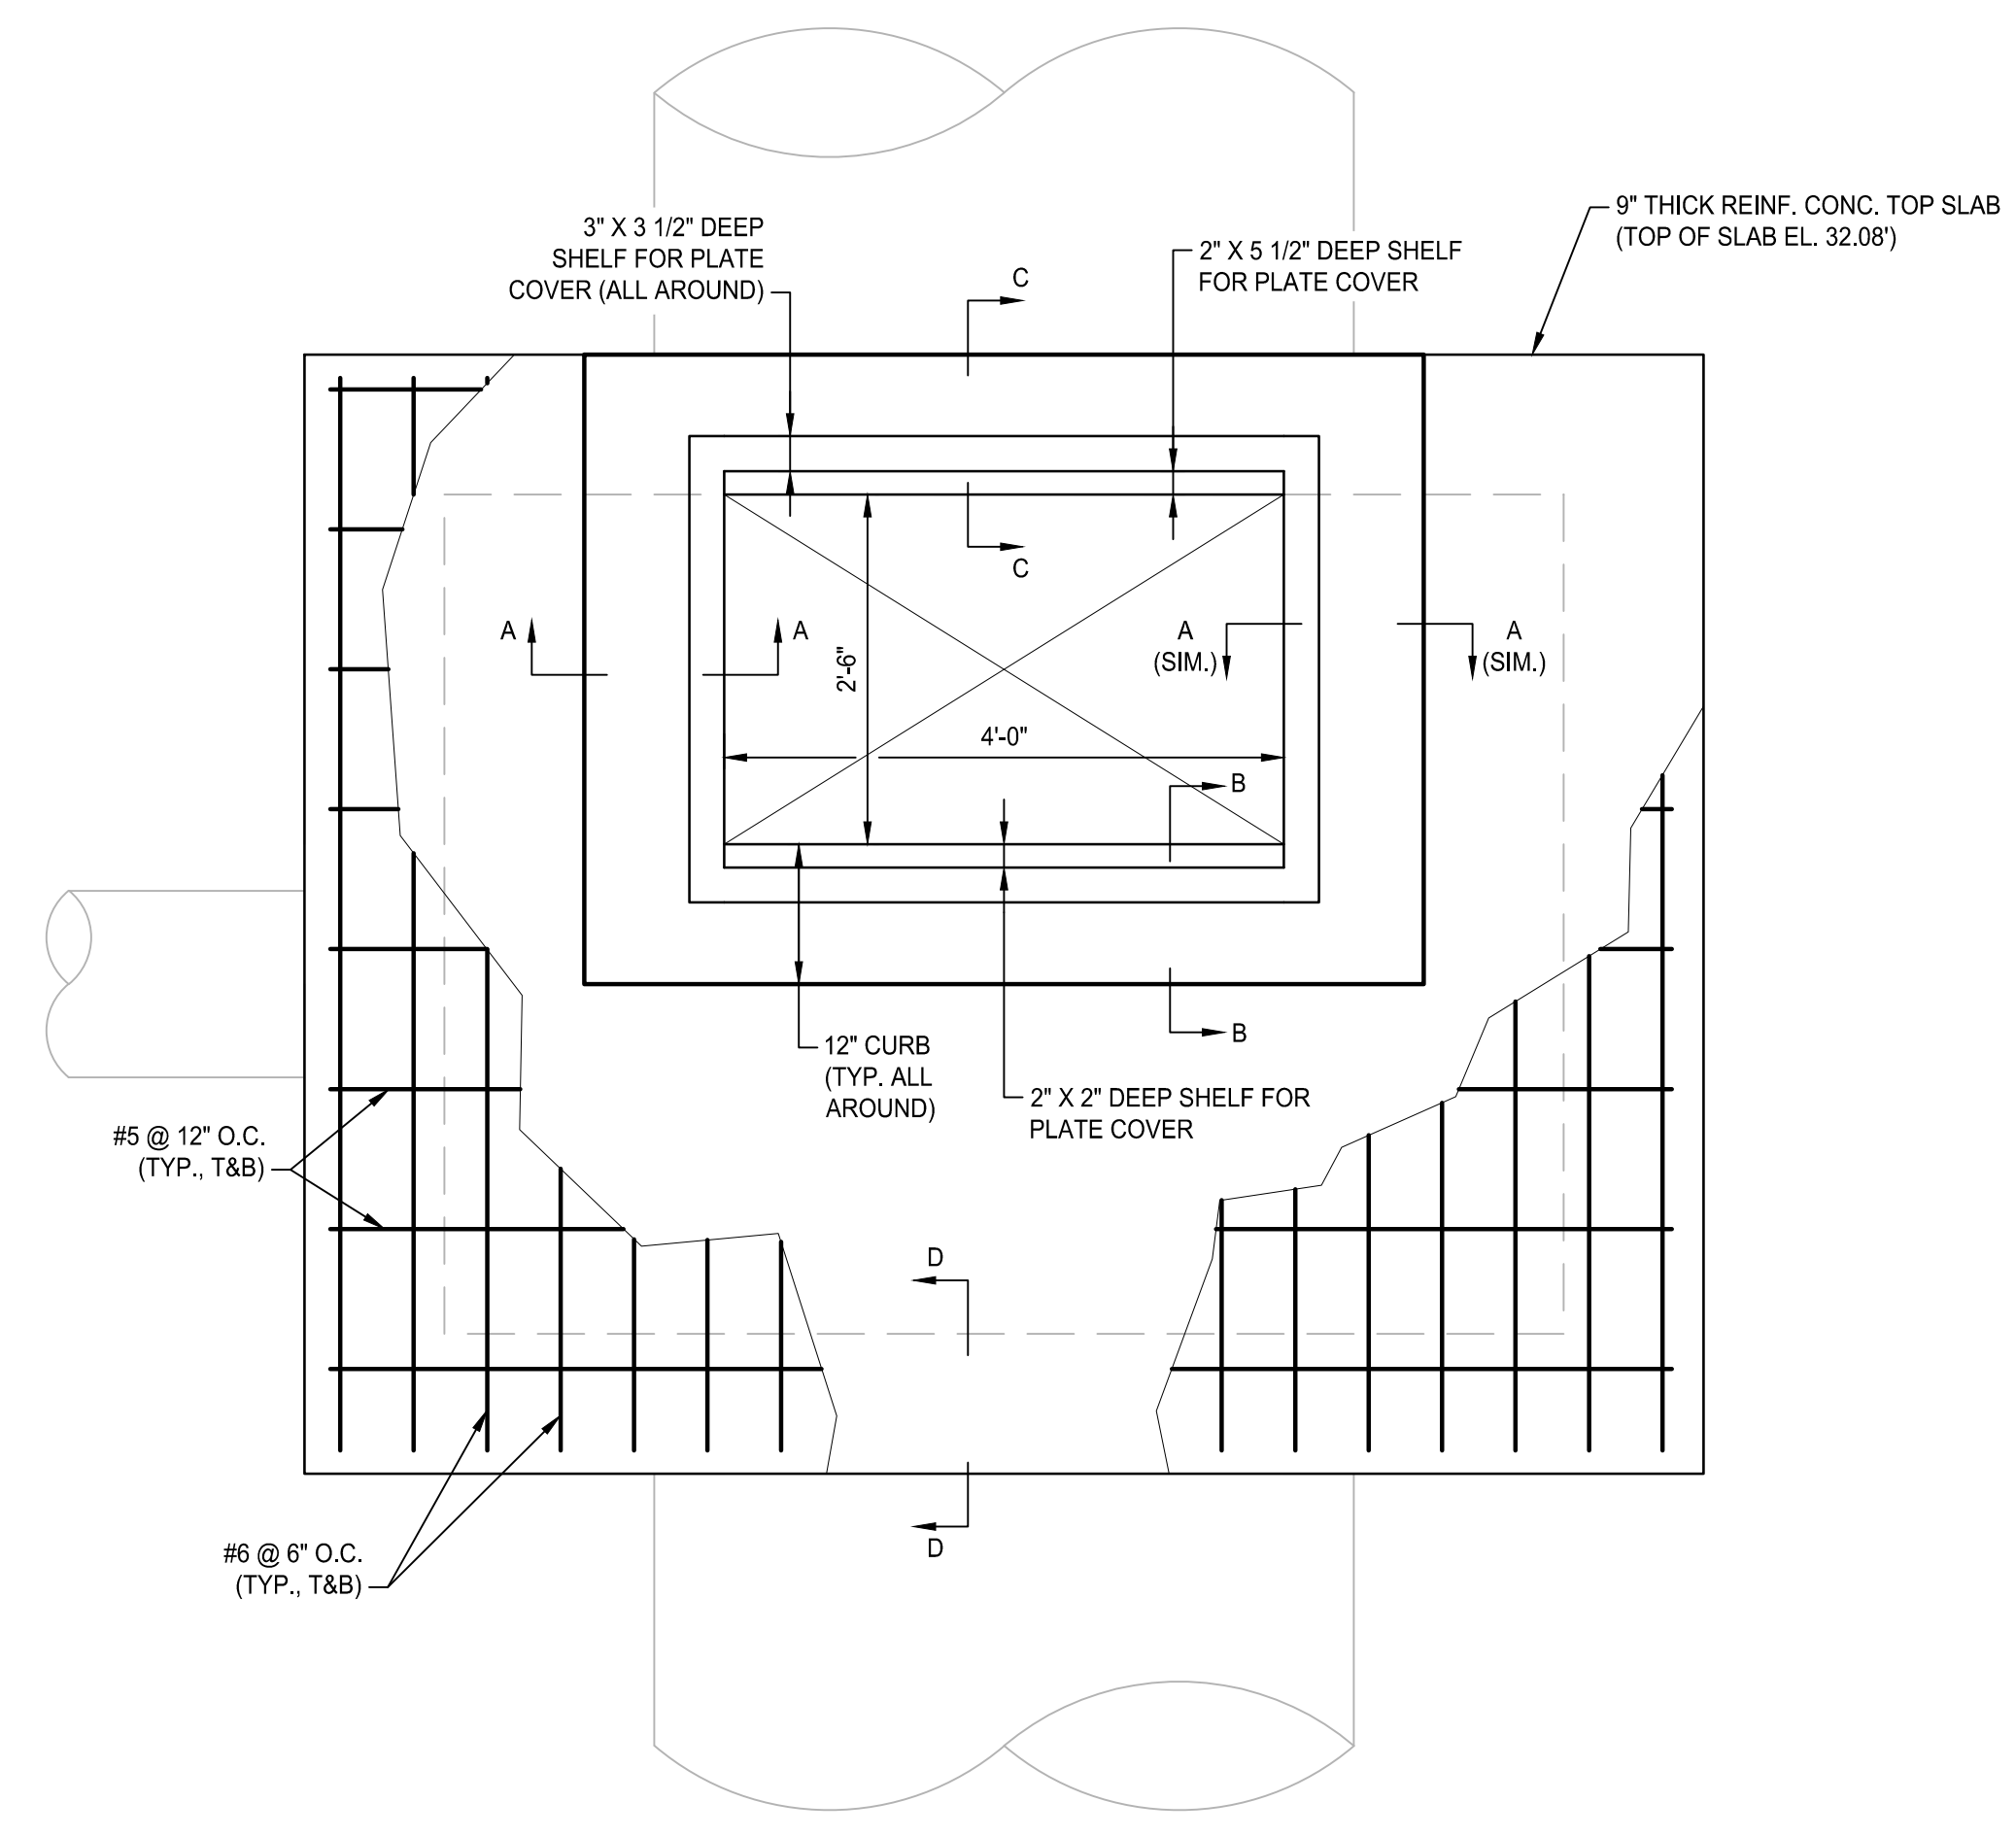 9" THICK REINF. CONC. TOP SLAB
(TOP OF SLAB EL. 32.08')
3" X 3 1/2" DEEP
SHELF FOR PLATE
COVER (ALL AROUND)
2" X 5 1/2" DEEP SHELF
FOR PLATE COVER
C
C
A
A
A
(SIM.)
A
(SIM.)
2'-6"
4'-0"
B
B
12" CURB
(TYP. ALL
AROUND)
2" X 2" DEEP SHELF FOR
PLATE COVER
#5 @ 12" O.C.
(TYP., T&B)
D
D
#6 @ 6" O.C.
(TYP., T&B)